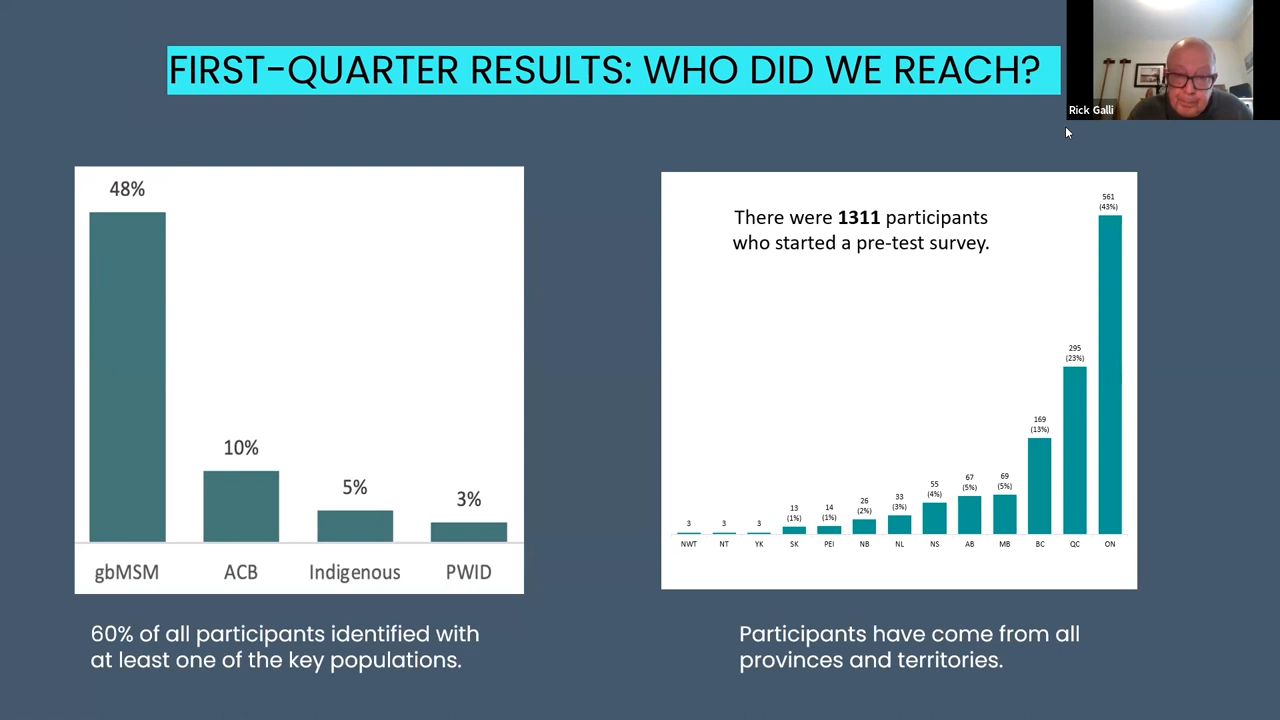 FIRST-QUARTER RESULTS: WHO DID WE REACH?
Rick Galli
48%
10%
5%
3%
gbMSM ACB Indigenous PWID
60% of all participants identified with
at least one of the key populations.
There were 1311 participants
who started a pre-test survey.
3
3
3
13
(1%)
14
(1%)
26
(2%)
33
(3%)
55
(4%)
67
(5%)
69
(5%)
169
(13%)
295
(23%)
561
(43%)
NWT NT YK SK PEI NB NL NS AB MB BC QC ON
Participants have come from all
provinces and territories.